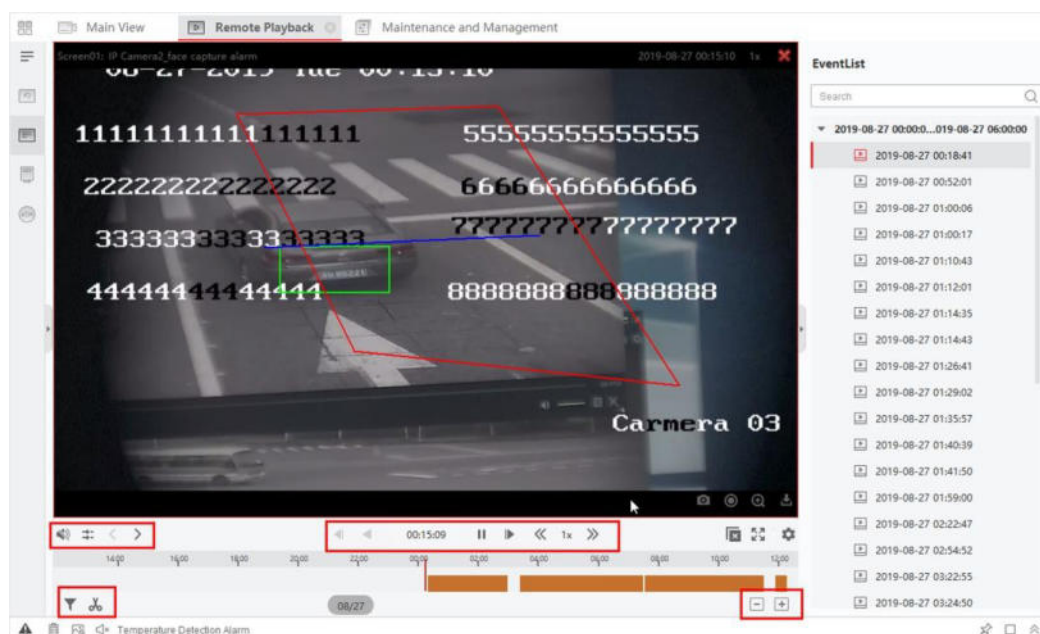 Main View
Remote Playback
Maintenance and Management
Screen01: IP Camera2_face capture alarm
2019-08-27 00:15:10 1x
08-27-2019 Tue 00:15:10
11111111111111111
55555555555555
222222222222222
66666666666666
3333333333333333
77777777777777777
44444444444444
8888888888888888
Carmera 03
EventList
Search
2019-08-27 00:00:0...019-08-27 06:00:00
2019-08-27 00:18:41
2019-08-27 00:52:01
2019-08-27 01:00:06
2019-08-27 01:00:17
2019-08-27 01:10:43
2019-08-27 01:12:01
2019-08-27 01:14:35
2019-08-27 01:14:43
2019-08-27 01:26:41
2019-08-27 01:29:02
2019-08-27 01:35:57
2019-08-27 01:40:39
2019-08-27 01:41:50
2019-08-27 01:59:00
2019-08-27 02:22:47
2019-08-27 02:54:52
2019-08-27 03:22:55
2019-08-27 03:24:50
00:15:09
1x
14:00 16:00 18:00 20:00 22:00 00:00 02:00 04:00 06:00 08:00 10:00 12:00
08/27
Temperature Detection Alarm